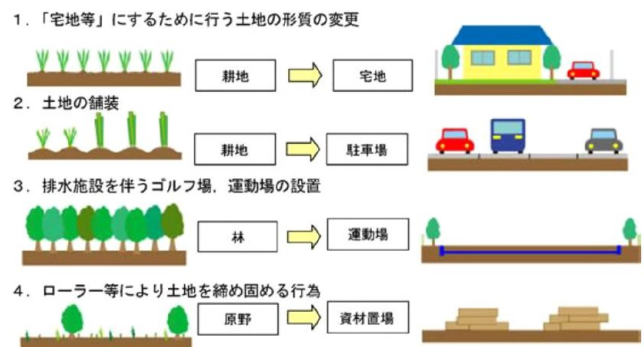 1．「宅地等」にするために行う土地の形質の変更
耕地
宅地
2．土地の舗装
耕地
駐車場
3．排水施設を伴うゴルフ場，運動場の設置
林
運動場
4．ローラー等により土地を締め固める行為
原野
資材置場